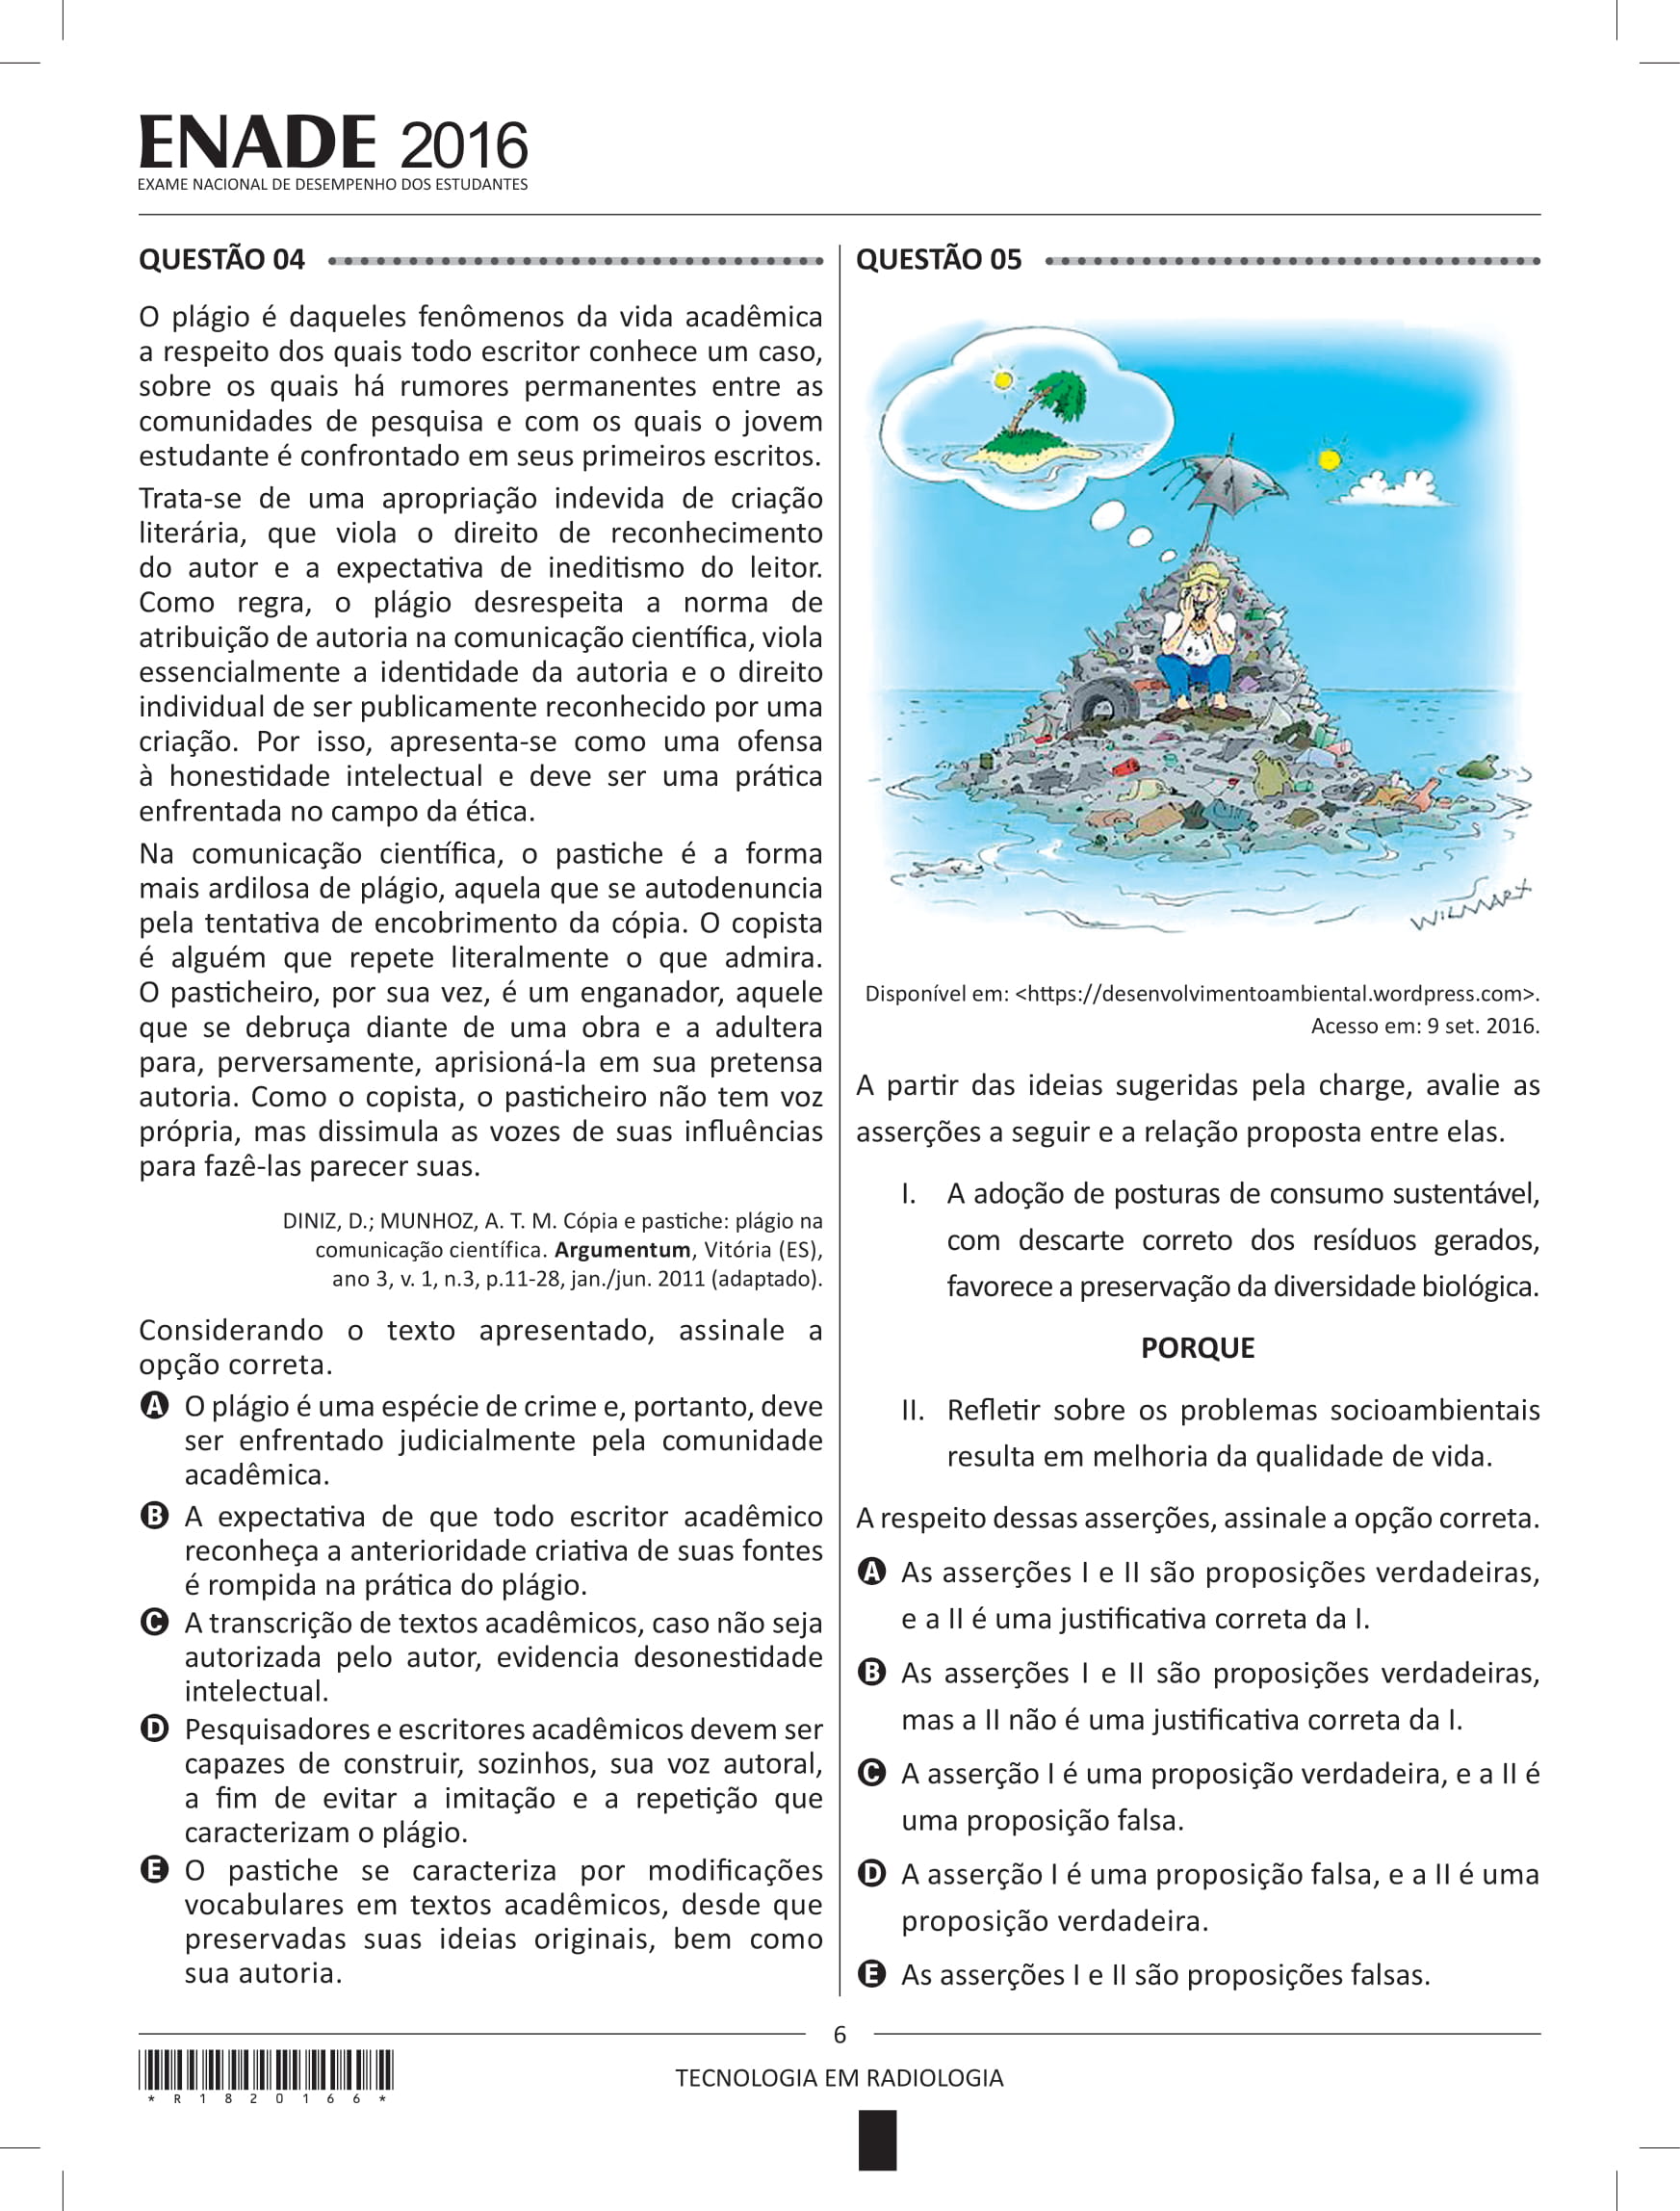 ENADE 2016
EXAME NACIONAL DE DESEMPENHO DOS ESTUDANTES
QUESTÃO 04
O plágio é daqueles fenômenos da vida acadêmica
a respeito dos quais todo escritor conhece um caso,
sobre os quais há rumores permanentes entre as
comunidades de pesquisa e com os quais o jovem
estudante é confrontado em seus primeiros escritos.
Trata-se de uma apropriação indevida de criação
literária, que viola o direito de reconhecimento
do autor e a expectativa de ineditismo do leitor.
Como regra, o plágio desrespeita a norma de
atribuição de autoria na comunicação científica, viola
essencialmente a identidade da autoria e o direito
individual de ser publicamente reconhecido por uma
criação. Por isso, apresenta-se como uma ofensa
à honestidade intelectual e deve ser uma prática
enfrentada no campo da ética.
Na comunicação científica, o pastiche é a forma
mais ardilosa de plágio, aquela que se autodenuncia
pela tentativa de encobrimento da cópia. O copista
é alguém que repete literalmente o que admira.
O pasticheiro, por sua vez, é um enganador, aquele
que se debruça diante de uma obra e a adultera
para, perversamente, aprisioná-la em sua pretensa
autoria. Como o copista, o pasticheiro não tem voz
própria, mas dissimula as vozes de suas influências
para fazê-las parecer suas.
DINIZ, D.; MUNHOZ, A. T. M. Cópia e pastiche: plágio na
comunicação científica. Argumentum, Vitória (ES),
ano 3, v. 1, n.3, p.11-28, jan./jun. 2011 (adaptado).
Considerando o texto apresentado, assinale a
opção correta.
A O plágio é uma espécie de crime e, portanto, deve
ser enfrentado judicialmente pela comunidade
acadêmica.
B A expectativa de que todo escritor acadêmico
reconheça a anterioridade criativa de suas fontes
é rompida na prática do plágio.
C A transcrição de textos acadêmicos, caso não seja
autorizada pelo autor, evidencia desonestidade
intelectual.
D Pesquisadores e escritores acadêmicos devem ser
capazes de construir, sozinhos, sua voz autoral,
a fim de evitar a imitação e a repetição que
caracterizam o plágio.
E O pastiche se caracteriza por modificações
vocabulares em textos acadêmicos, desde que
preservadas suas ideias originais, bem como
sua autoria.
QUESTÃO 05
WILMARX
Disponível em: <https://desenvolvimentoambiental.wordpress.com>.
Acesso em: 9 set. 2016.
A partir das ideias sugeridas pela charge, avalie as
asserções a seguir e a relação proposta entre elas.
I. A adoção de posturas de consumo sustentável,
com descarte correto dos resíduos gerados,
favorece a preservação da diversidade biológica.
PORQUE
II. Refletir sobre os problemas socioambientais
resulta em melhoria da qualidade de vida.
A respeito dessas asserções, assinale a opção correta.
A As asserções I e II são proposições verdadeiras,
e a II é uma justificativa correta da I.
B As asserções I e II são proposições verdadeiras,
mas a II não é uma justificativa correta da I.
C A asserção I é uma proposição verdadeira, e a II é
uma proposição falsa.
D A asserção I é uma proposição falsa, e a II é uma
proposição verdadeira.
E As asserções I e II são proposições falsas.
6
TECNOLOGIA EM RADIOLOGIA
* R 1 8 2 0 1 6 6 *